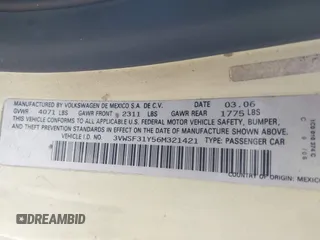 MANUFACTURED BY VOLKSWAGEN DE MEXICO, S.A. DE C.V.
GVWR 4071 LBS GAWR FRONT 2311 LBS GAWR REAR 03.06 1775 LBS
THIS VEHICLE CONFORMS TO ALL APPLICABLE U.S. FEDERAL MOTOR VEHICLE SAFETY, BUMPER,
AND THEFT PREVENTION STANDARDS IN EFFECT ON THE DATE OF MANUFACTURE SHOWN ABOVE.
VEHICLE I.D. NO. 3VWSF31Y56M321421 TYPE: PASSENGER CAR
COUNTRY OF ORIGIN: MEXICO
DREAMBID